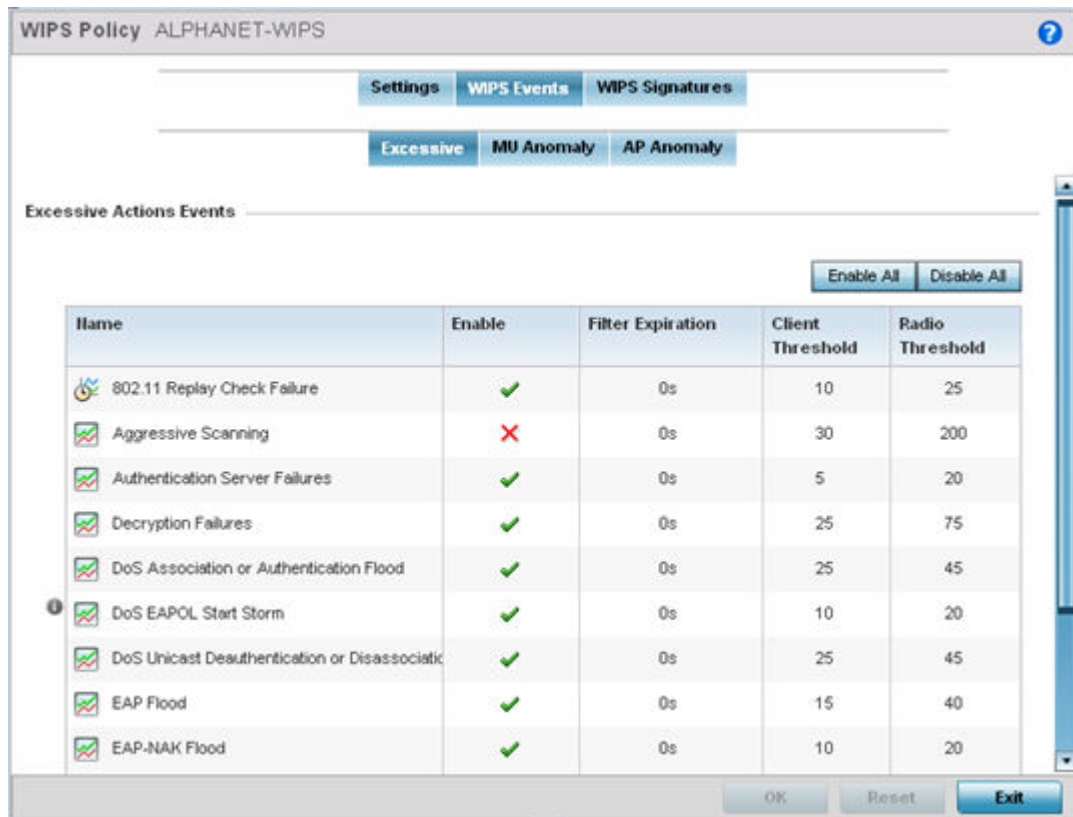 WIPS Policy ALPHANET-WIPS ?
Settings WIPS Events WIPS Signatures
Excessive MU Anomaly AP Anomaly
Excessive Actions Events
Enable All Disable All
Name Enable Filter Expiration Client Threshold Radio Threshold
802.11 Replay Check Failure 0s 10 25
Aggressive Scanning 0s 30 200
Authentication Server Failures 0s 5 20
Decryption Failures 0s 25 75
DoS Association or Authentication Flood 0s 25 45
DoS EAPOL Start Storm 0s 10 20
DoS Unicast Deauthentication or Disassociatic 0s 25 45
EAP Flood 0s 15 40
EAP-NAK Flood 0s 10 20
OK Reset Exit